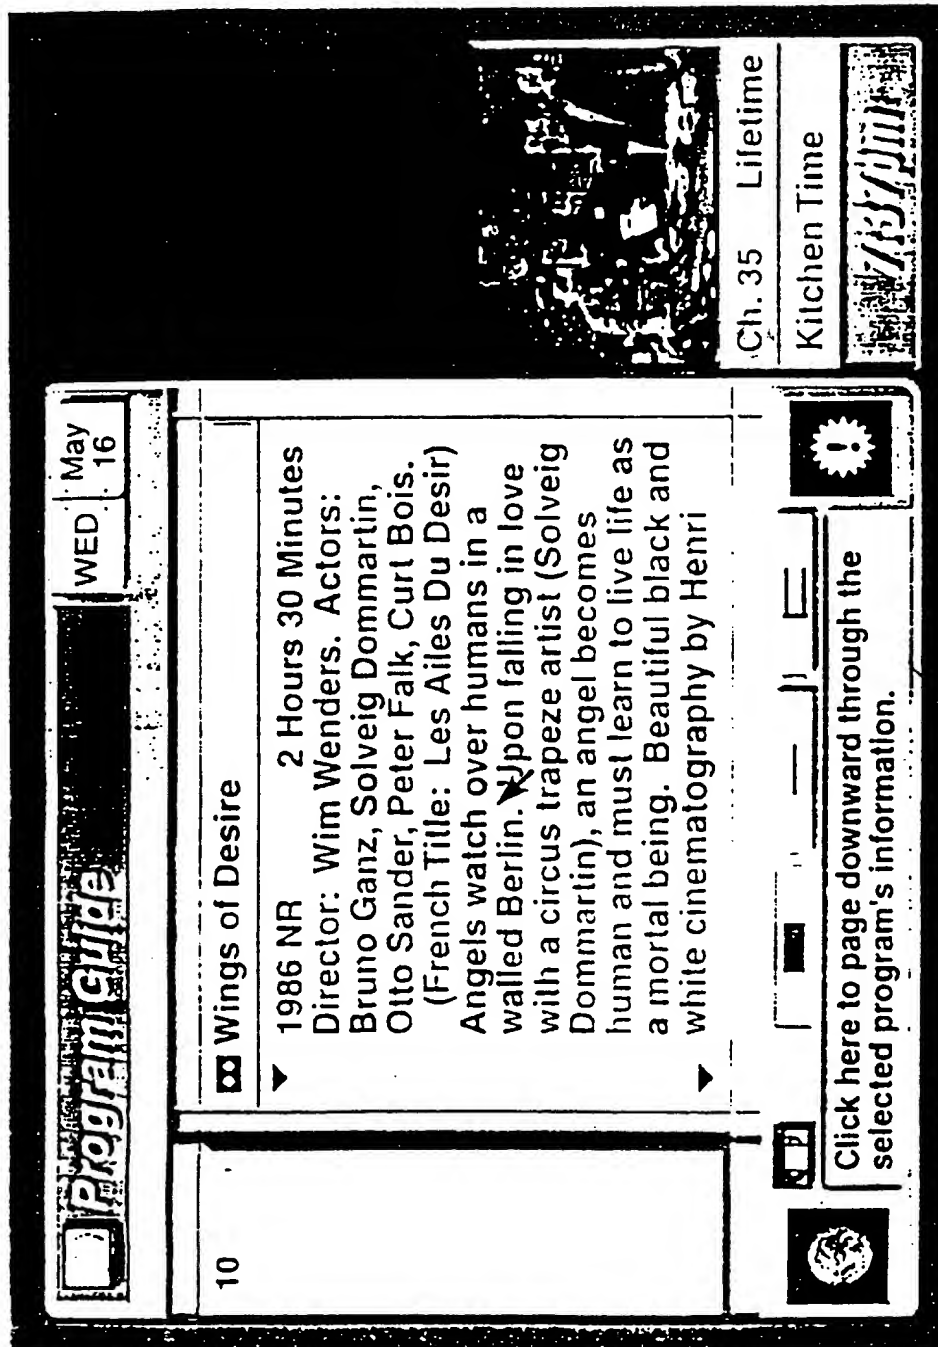 Program Guide
WED May
16
10
Wings of Desire
1986 NR 2 Hours 30 Minutes
Director: Wim Wenders. Actors:
Bruno Ganz, Solveig Dommartin,
Otto Sander, Peter Falk, Curt Bois.
(French Title: Les Ailes Du Desir)
Angels watch over humans in a
walled Berlin. Upon falling in love
with a circus trapeze artist (Solveig
Dommartin), an angel becomes
human and must learn to live life as
a mortal being. Beautiful black and
white cinematography by Henri
Click here to page downward through the
selected program's information.
!
Ch. 35 Lifetime
Kitchen Time